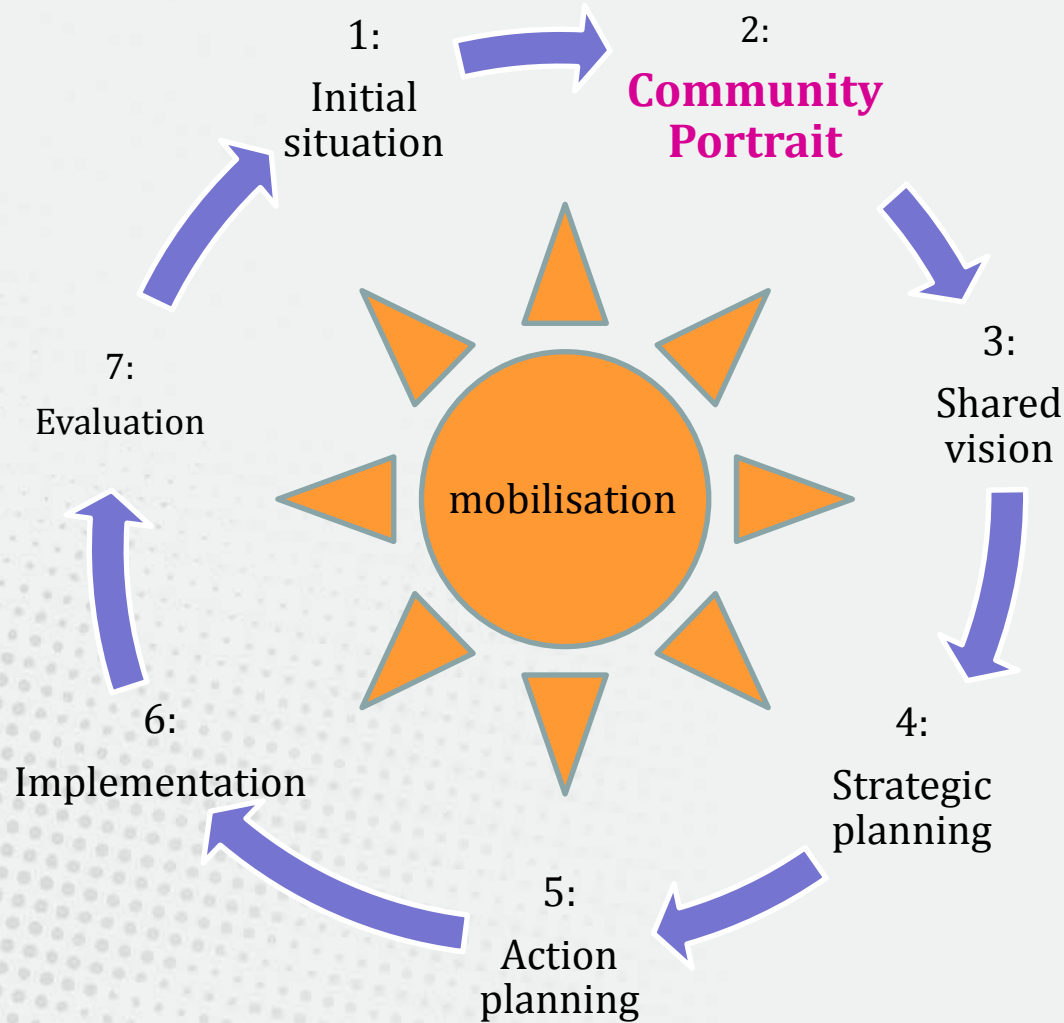 1:
Initial
situation
2:
Community
Portrait
3:
Shared
vision
4:
Strategic
planning
5:
Action
planning
6:
Implementation
7:
Evaluation
mobilisation